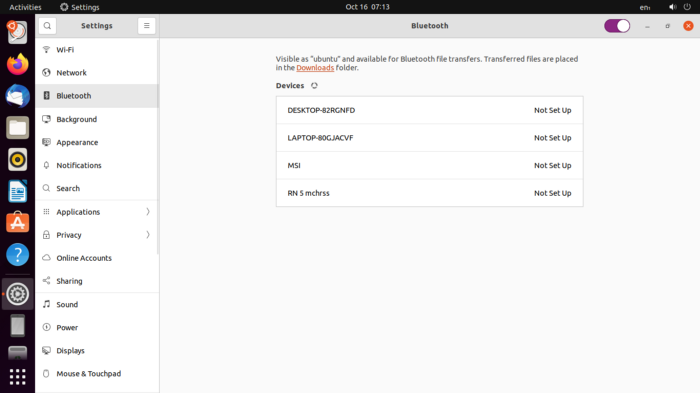 Activities
Settings
Oct 16 07:13
en₁
Settings
Bluetooth
Wi-Fi
Network
Bluetooth
Background
Appearance
Notifications
Search
Applications
Privacy
Online Accounts
Sharing
Sound
Power
Displays
Mouse & Touchpad
Visible as "ubuntu" and available for Bluetooth file transfers. Transferred files are placed
in the Downloads folder.
Devices
DESKTOP-82RGNFD Not Set Up
LAPTOP-80GJACVF Not Set Up
MSI Not Set Up
RN 5 mchrss Not Set Up